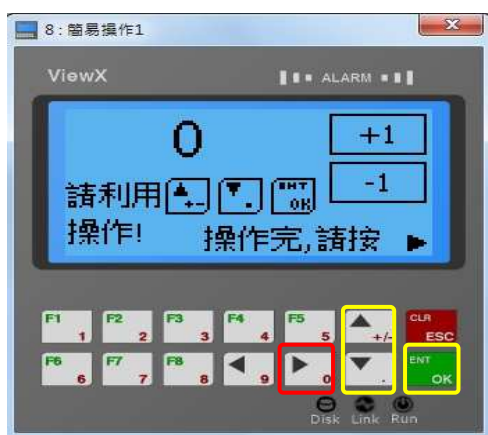 8:簡易操作1
ViewX ALARM
0 +1
-1
請利用 +- . ENT OK
操作! 操作完,請按
F1 1 F2 2 F3 3 F4 4 F5 5 +/- CLR ESC
F6 6 F7 7 F8 8 9 0 . ENT OK
Disk Link Run